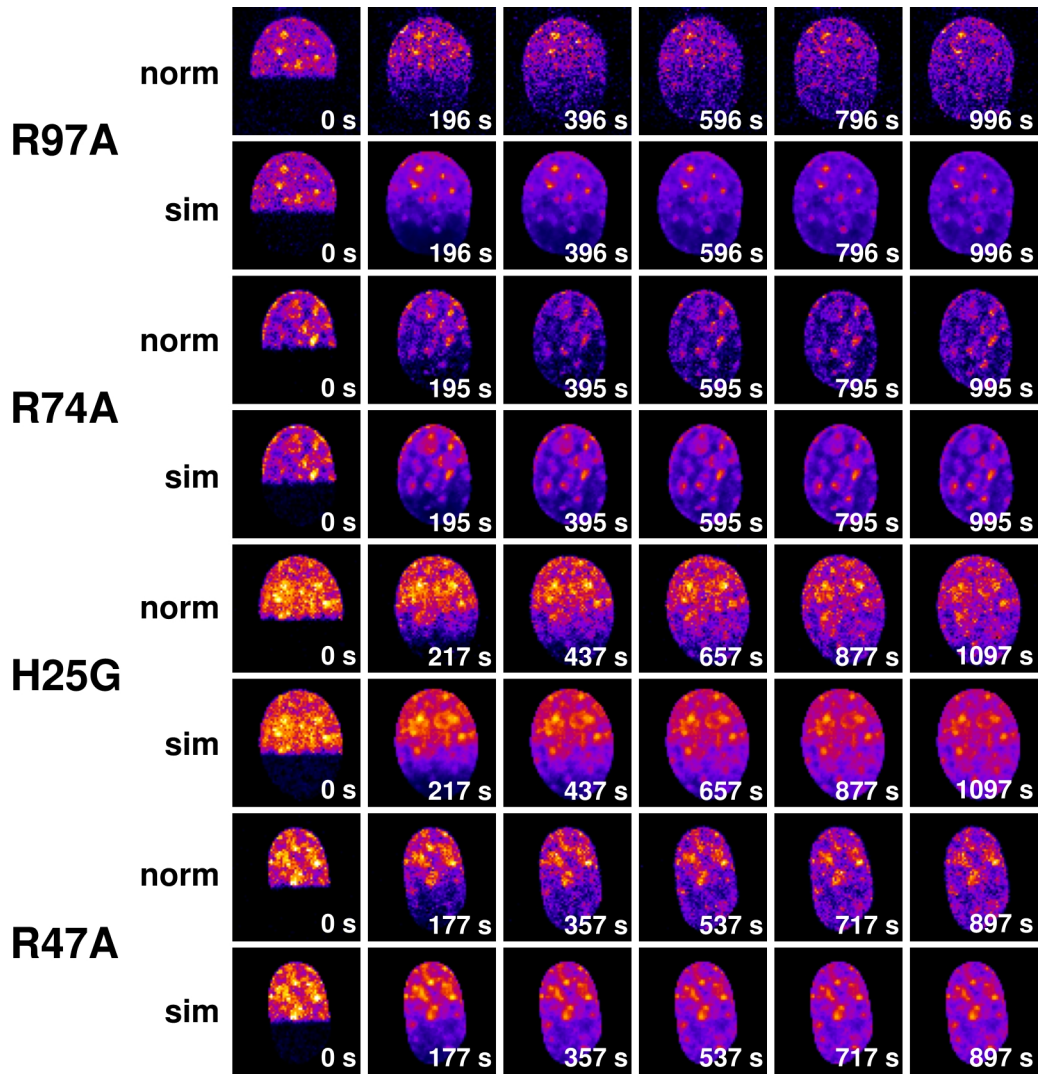 norm
0 s
196 s
396 s
596 s
796 s
996 s
R97A
sim
0 s
196 s
396 s
596 s
796 s
996 s
norm
0 s
195 s
395 s
595 s
795 s
995 s
R74A
sim
0 s
195 s
395 s
595 s
795 s
995 s
norm
0 s
217 s
437 s
657 s
877 s
1097 s
H25G
sim
0 s
217 s
437 s
657 s
877 s
1097 s
norm
0 s
177 s
357 s
537 s
717 s
897 s
R47A
sim
0 s
177 s
357 s
537 s
717 s
897 s